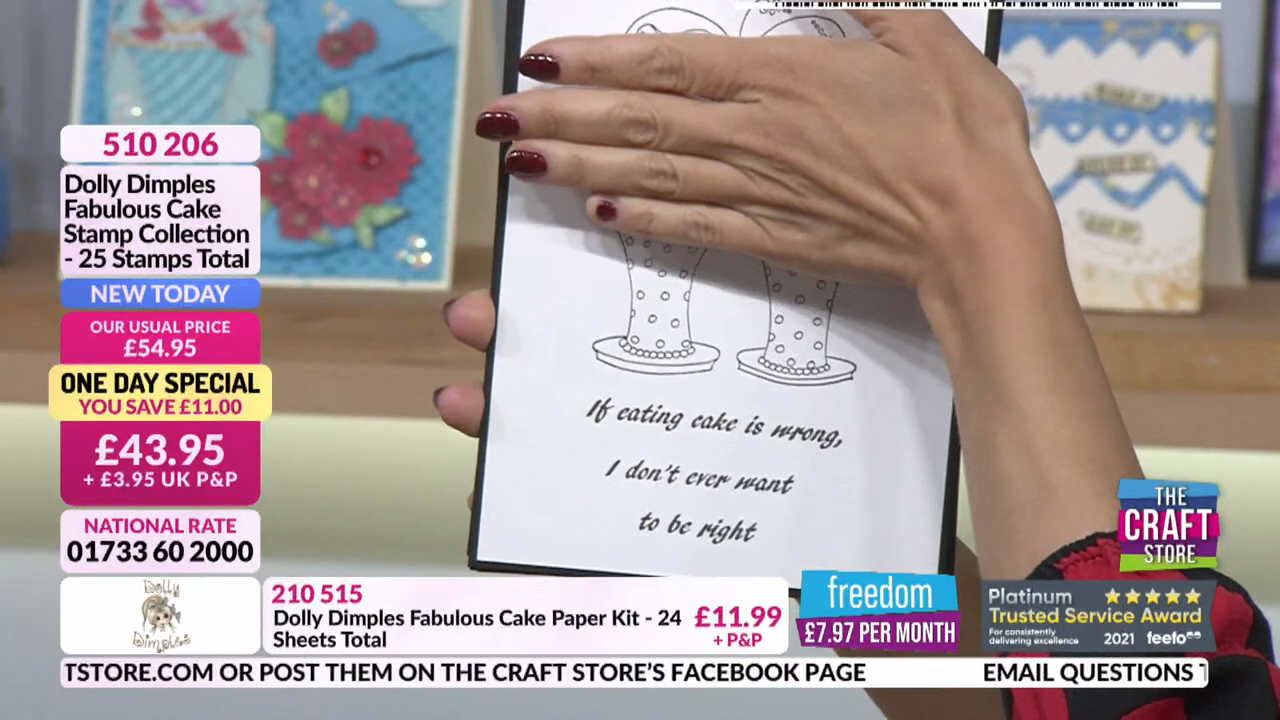 510 206
Dolly Dimples
Fabulous Cake
Stamp Collection
- 25 Stamps Total
NEW TODAY
OUR USUAL PRICE
£54.95
ONE DAY SPECIAL
YOU SAVE £11.00
£43.95
+ £3.95 UK P&P
NATIONAL RATE
01733 60 2000
If eating cake is wrong,
I don't ever want
to be right
THE
CRAFT
STORE
Dolly
Dimples
210 515
Dolly Dimples Fabulous Cake Paper Kit - 24
Sheets Total
£11.99
+ P&P
freedom
£7.97 PER MONTH
Platinum
Trusted Service Award
For consistently
delivering excellence
2021 feefo
TSTORE.COM OR POST THEM ON THE CRAFT STORE'S FACEBOOK PAGE EMAIL QUESTIONS